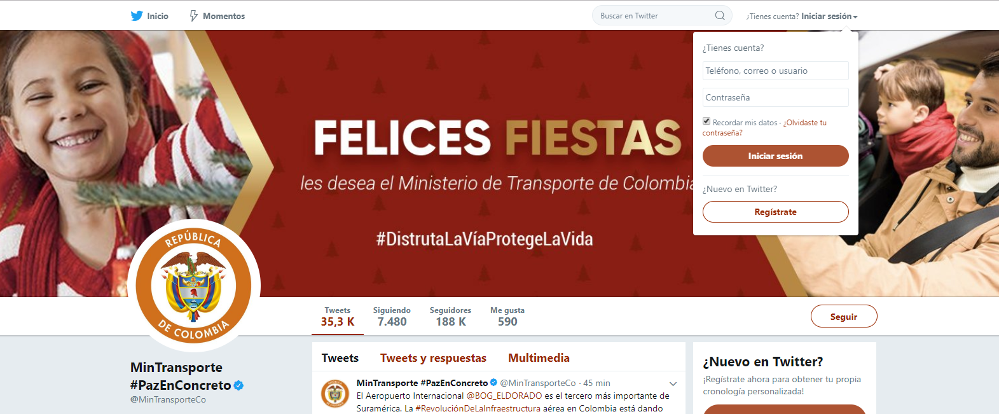 Inicio
Momentos
Buscar en Twitter
¿Tienes cuenta? Iniciar sesión
¿Tienes cuenta?
Teléfono, correo o usuario
Contraseña
Recordar mis datos · ¿Olvidaste tu
contraseña?
Iniciar sesión
¿Nuevo en Twitter?
Regístrate
FELICES FIESTAS
les desea el Ministerio de Transporte de Colombia
#DistrutaLaVíaProtegeLaVida
REPÚBLICA
DE COLOMBIA
Tweets
35,3 K
Siguiendo
7.480
Seguidores
188 K
Me gusta
590
Seguir
MinTransporte
#PazEnConcreto
@MinTransporteCo
Tweets
Tweets y respuestas
Multimedia
MinTransporte #PazEnConcreto @MinTransporteCo · 45 min
El Aeropuerto Internacional @BOG_ELDORADO es el tercero más importante de
Suramérica. La #RevoluciónDeLaInfraestructura aérea en Colombia está dando
¿Nuevo en Twitter?
¡Regístrate ahora para obtener tu propia
cronología personalizada!